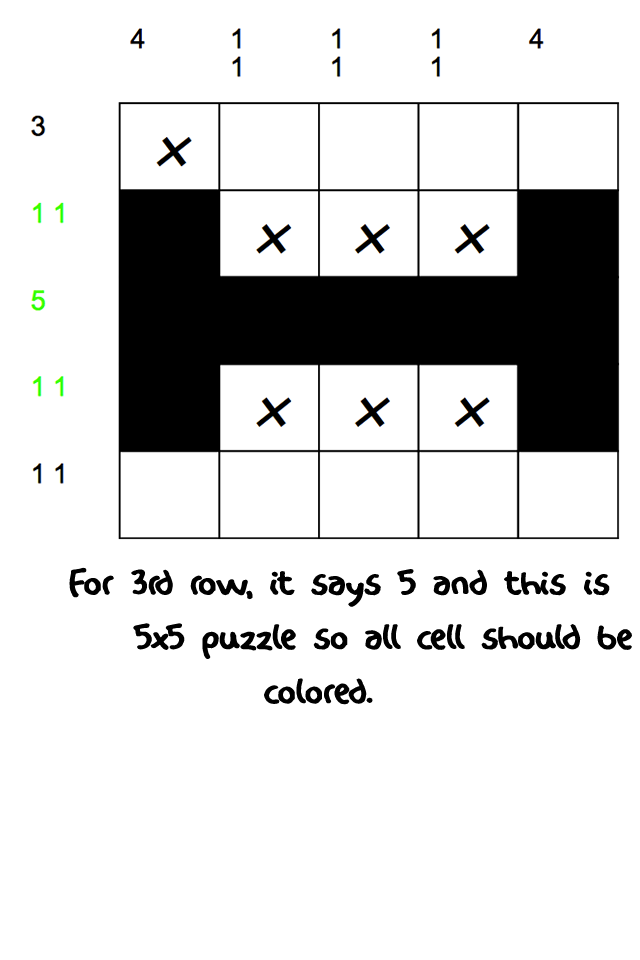 4 1 1 1 4
1 1 1
3
1 1
5
1 1
1 1
For 3rd row, it says 5 and this is
5x5 puzzle so all cell should be
colored.